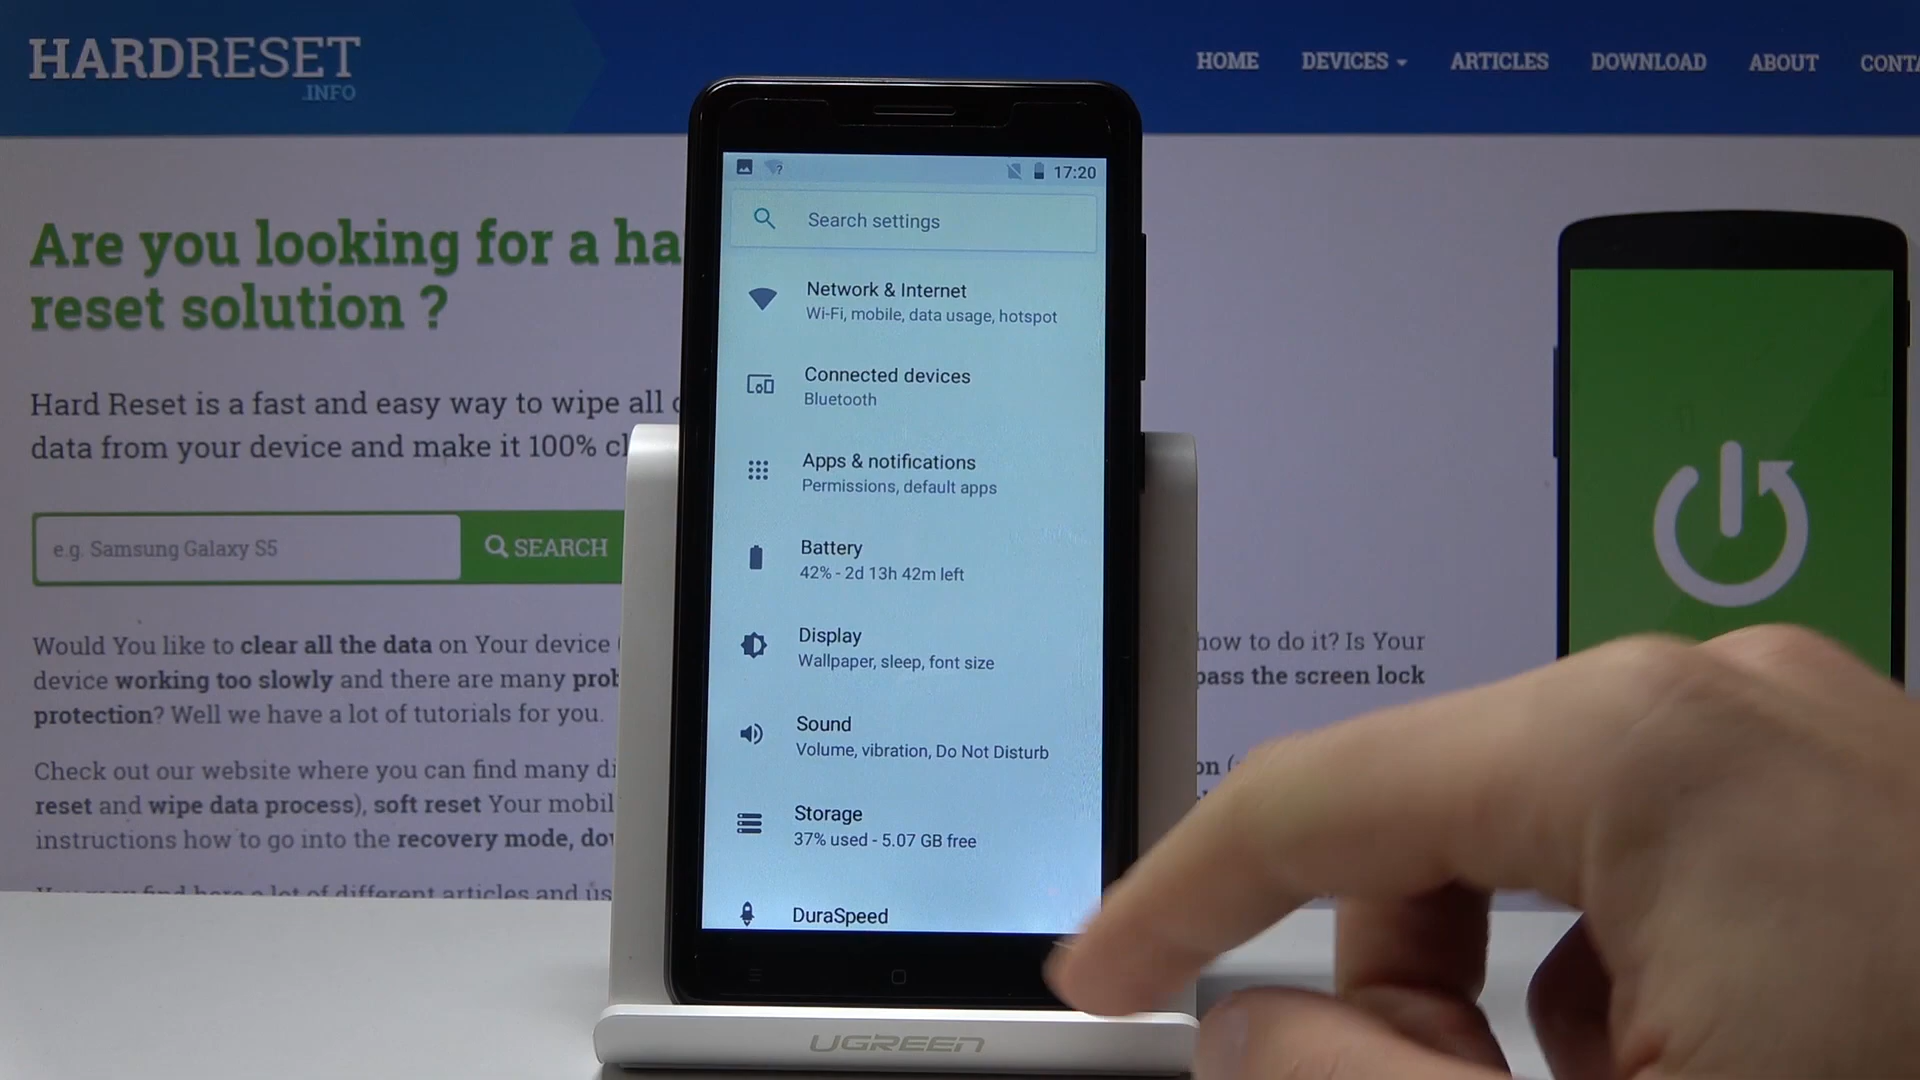 HARDRESET
.INFO
HOME DEVICES ARTICLES DOWNLOAD ABOUT
Are you looking for a
reset solution ?
Hard Reset is a fast and easy way to wipe all
data from your device and make it 100%
e.g. Samsung Galaxy S5
SEARCH
Would You like to clear all the data on Your device
device working too slowly and there are many
protection? Well we have a lot of tutorials for you.
Check out our website where you can find many
reset and wipe data process), soft reset Your
instructions how to go into the recovery mode,
how to do it? Is Your
the screen lock
?
17:20
Search settings
Network & Internet
Wi-Fi, mobile, data usage, hotspot
Connected devices
Bluetooth
Apps & notifications
Permissions, default apps
Battery
42% - 2d 13h 42m left
Display
Wallpaper, sleep, font size
Sound
Volume, vibration, Do Not Disturb
Storage
37% used - 5.07 GB free
DuraSpeed
UGREEN